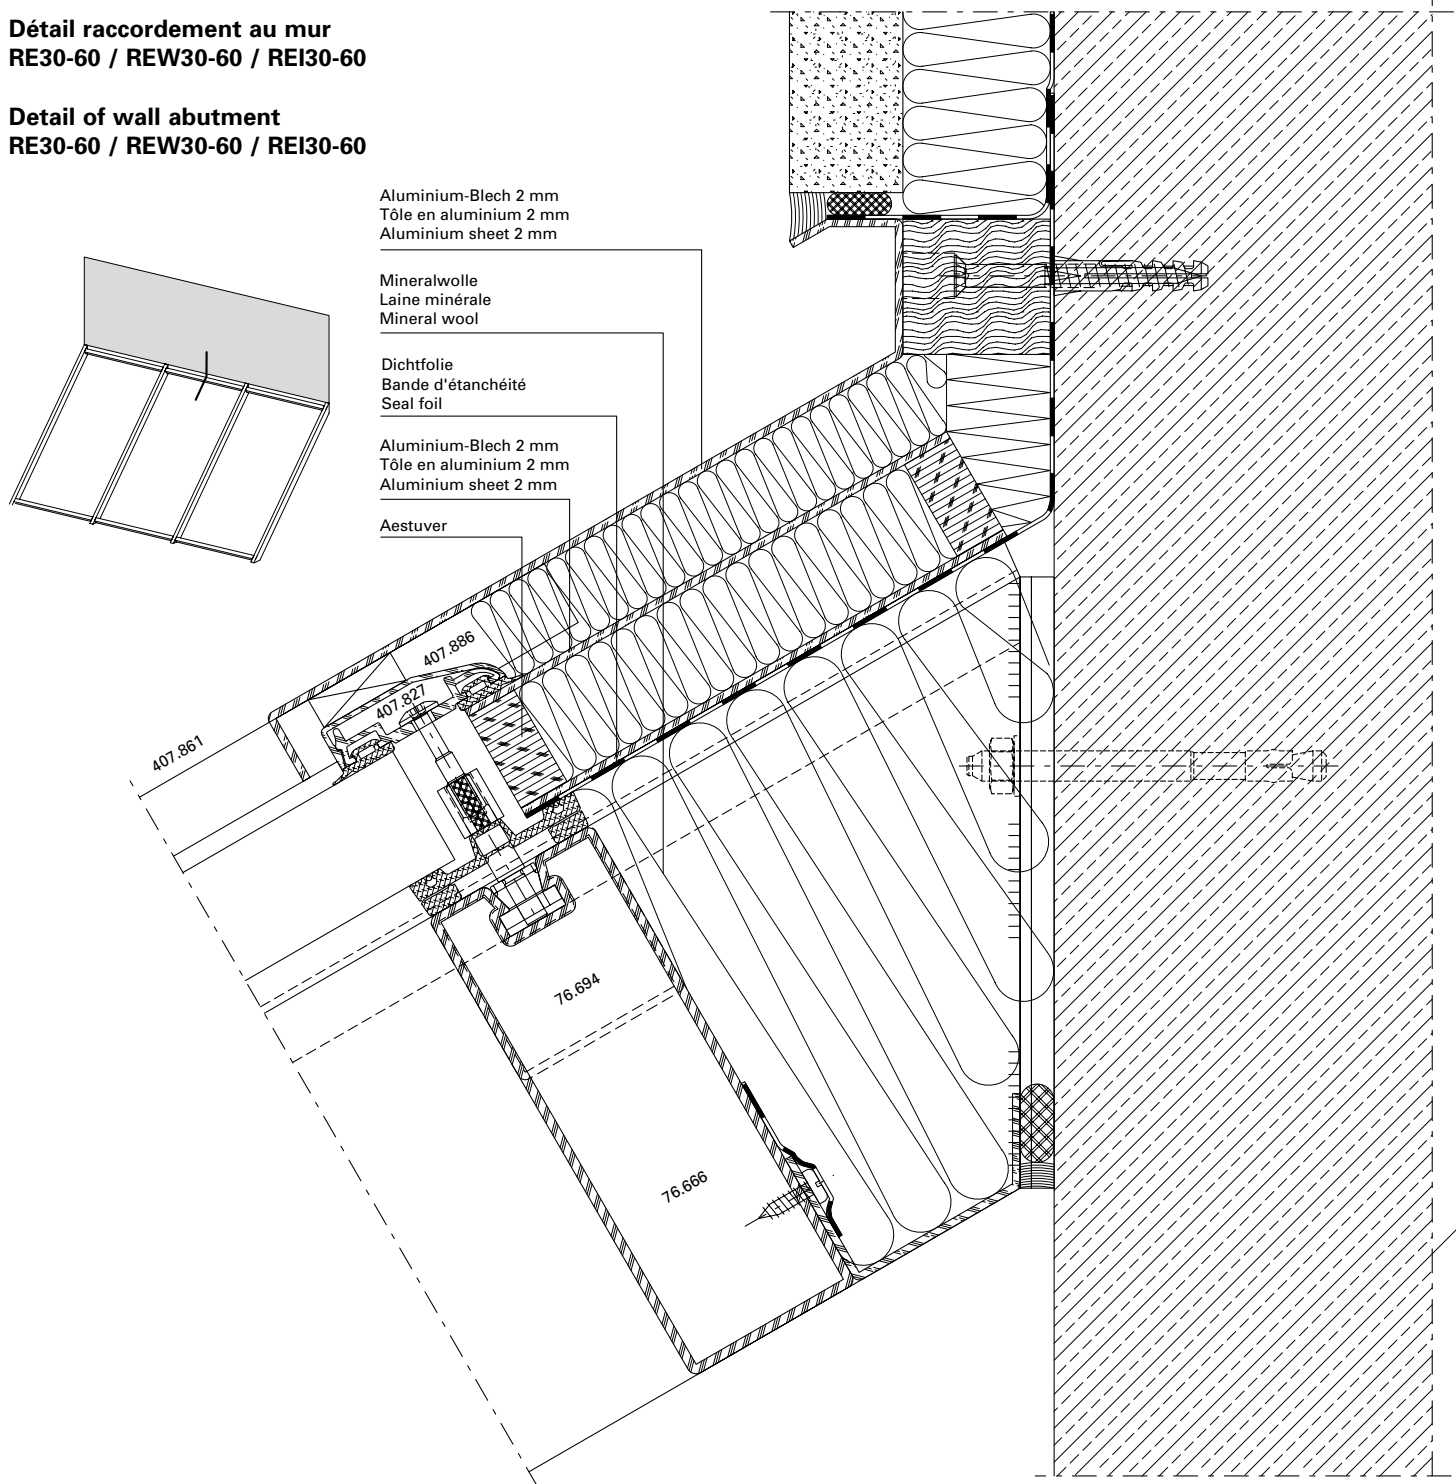 Détail raccordement au mur
RE30-60 / REW30-60 / REI30-60
Detail of wall abutment
RE30-60 / REW30-60 / REI30-60
Aluminium-Blech 2 mm
Tôle en aluminium 2 mm
Aluminium sheet 2 mm
Mineralwolle
Laine minérale
Mineral wool
Dichtfolie
Bande d'étanchéité
Seal foil
Aluminium-Blech 2 mm
Tôle en aluminium 2 mm
Aluminium sheet 2 mm
Aestuver
407.886
407.827
407.861
76.694
76.666